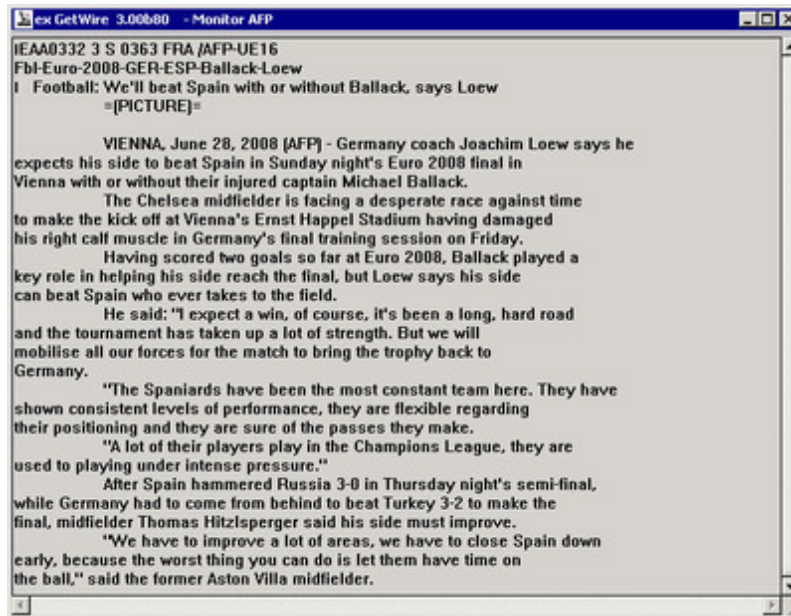 ex GetWire 3.00b80 - Monitor AFP
IEAA0332 3 S 0363 FRA /AFP-UE16
Fbl-Euro-2008-GER-ESP-Ballack-Loew
I Football: We'll beat Spain with or without Ballack, says Loew
=(PICTURE)=
VIENNA, June 28, 2008 (AFP) - Germany coach Joachim Loew says he
expects his side to beat Spain in Sunday night's Euro 2008 final in
Vienna with or without their injured captain Michael Ballack.
The Chelsea midfielder is facing a desperate race against time
to make the kick off at Vienna's Ernst Happel Stadium having damaged
his right calf muscle in Germany's final training session on Friday.
Having scored two goals so far at Euro 2008, Ballack played a
key role in helping his side reach the final, but Loew says his side
can beat Spain who ever takes to the field.
He said: "I expect a win, of course, it's been a long, hard road
and the tournament has taken up a lot of strength. But we will
mobilise all our forces for the match to bring the trophy back to
Germany.
"The Spaniards have been the most constant team here. They have
shown consistent levels of performance, they are flexible regarding
their positioning and they are sure of the passes they make.
"A lot of their players play in the Champions League, they are
used to playing under intense pressure."
After Spain hammered Russia 3-0 in Thursday night's semi-final,
while Germany had to come from behind to beat Turkey 3-2 to make the
final, midfielder Thomas Hitzlsperger said his side must improve.
"We have to improve a lot of areas, we have to close Spain down
early, because the worst thing you can do is let them have time on
the ball," said the former Aston Villa midfielder.